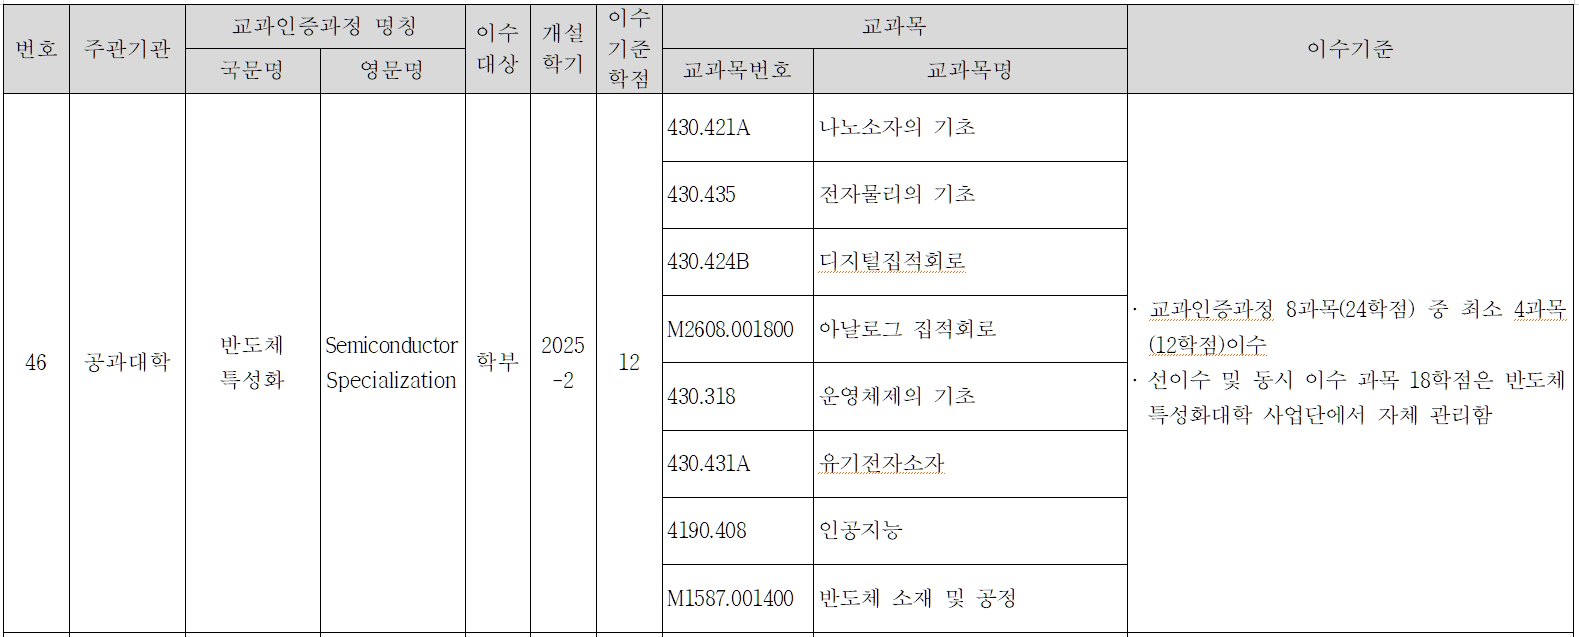 번호
주관기관
교과인증과정 명칭
국문명
영문명
이수
대상
개설
학기
이수
기준
학점
교과목
교과목번호
교과목명
이수기준
46
공과대학
반도체
특성화
Semiconductor
Specialization
학부
2025
-2
12
430.421A
나노소자의 기초
430.435
전자물리의 기초
430.424B
디지털집적회로
M2608.001800
아날로그 집적회로
430.318
운영체제의 기초
430.431A
유기전자소자
4190.408
인공지능
M1587.001400
반도체 소재 및 공정
· 교과인증과정 8과목(24학점) 중 최소 4과목
(12학점)이수
· 선이수 및 동시 이수 과목 18학점은 반도체
특성화대학 사업단에서 자체 관리함